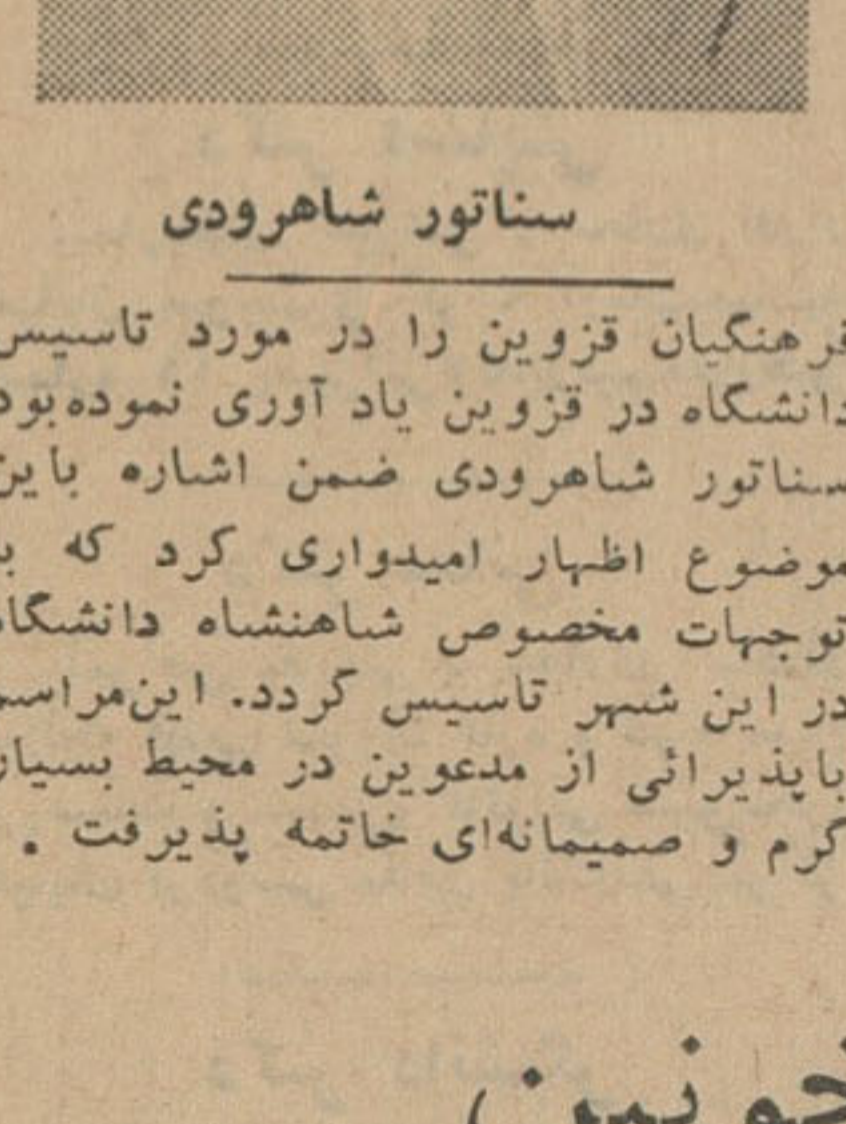 سناتور شاهرودی
فرهنگیان قزوین را در مورد تاسیس
دانشگاه در قزوین یاد آوری نموده بود
سناتور شاهرودی ضمن اشاره باین
موضوع اظهار امیدواری کرد که با
توجهات مخصوص شاهنشاه دانشگاه
در این شهر تاسیس گردد. این مراسم
با پذیرائی از مدعوین در محیط بسیار
گرم و صمیمانه‌ای خاتمه پذیرفت .